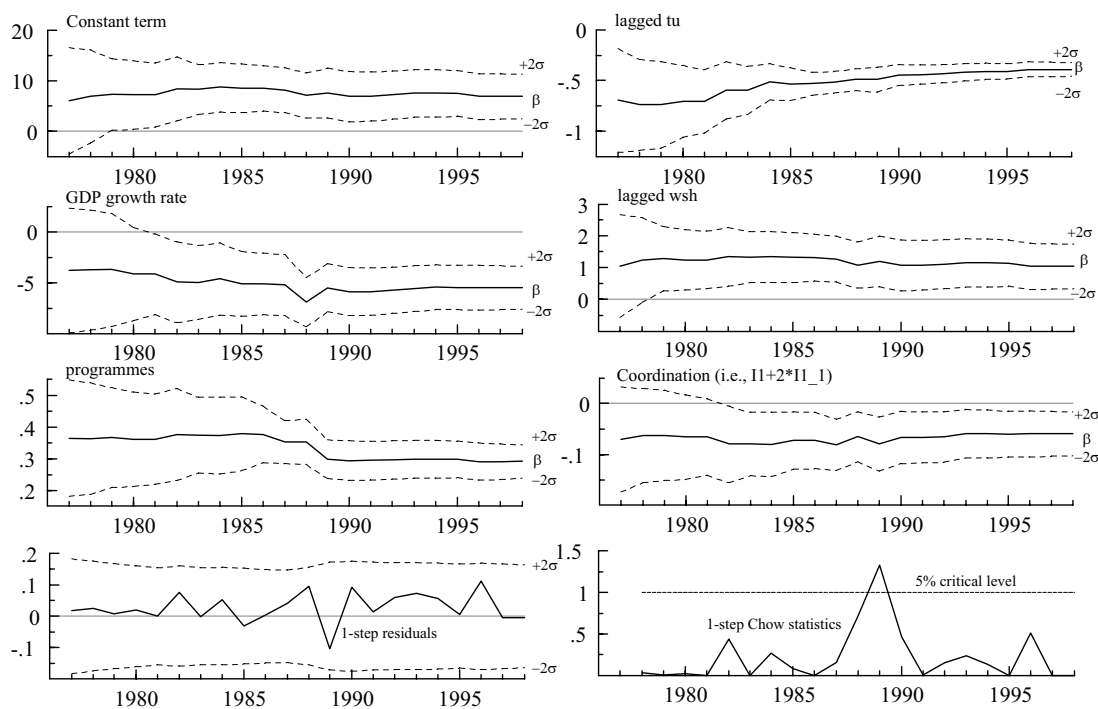 Constant term
20
10
0
+2σ
β
−2σ
1980 1985 1990 1995
lagged tu
0
-.5
-1
+2σ
β
−2σ
1980 1985 1990 1995
GDP growth rate
0
-5
+2σ
β
−2σ
1980 1985 1990 1995
lagged wsh
3
2
1
0
+2σ
β
−2σ
1980 1985 1990 1995
programmes
.5
.4
.3
.2
+2σ
β
−2σ
1980 1985 1990 1995
Coordination (i.e., I1+2*I1_1)
0
-.1
+2σ
β
−2σ
1980 1985 1990 1995
.2
.1
0
-.1
+2σ
1-step residuals
−2σ
1980 1985 1990 1995
1.5
1
.5
5% critical level
1-step Chow statistics
1980 1985 1990 1995